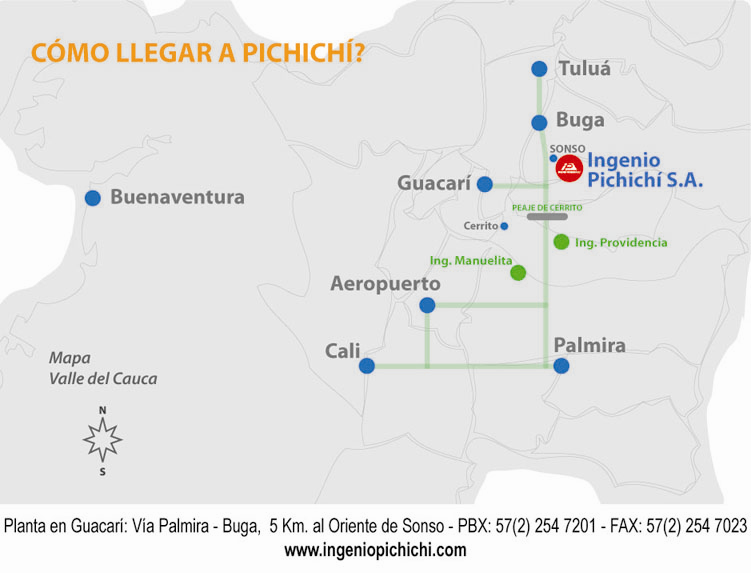 CÓMO LLEGAR A PICHICHÍ?
Tuluá
Buga
SONSO
Ingenio
Pichichí S.A.
Guacarí
Buenaventura
PEAJE DE CERRITO
Cerrito
Ing. Providencia
Ing. Manuelita
Aeropuerto
Cali
Palmira
Mapa
Valle del Cauca
N
S
Planta en Guacarí: Vía Palmira - Buga, 5 Km. al Oriente de Sonso - PBX: 57(2) 254 7201 - FAX: 57(2) 254 7023
www.ingeniopichichi.com